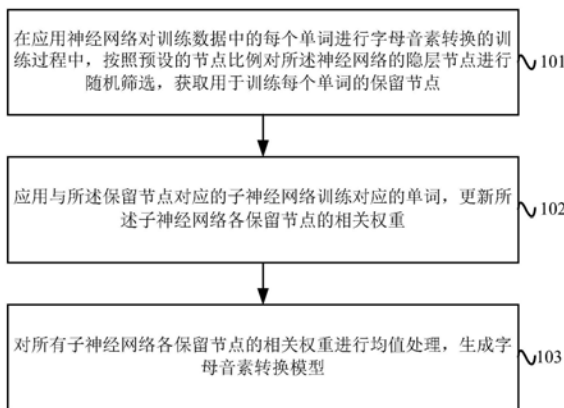 在应用神经网络对训练数据中的每个单词进行字母音素转换的训
练过程中，按照预设的节点比例对所述神经网络的隐层节点进行
随机筛选，获取用于训练每个单词的保留节点
101
应用与所述保留节点对应的子神经网络训练对应的单词，更新所
述子神经网络各保留节点的相关权重
102
对所有子神经网络各保留节点的相关权重进行均值处理，生成字
母音素转换模型
103